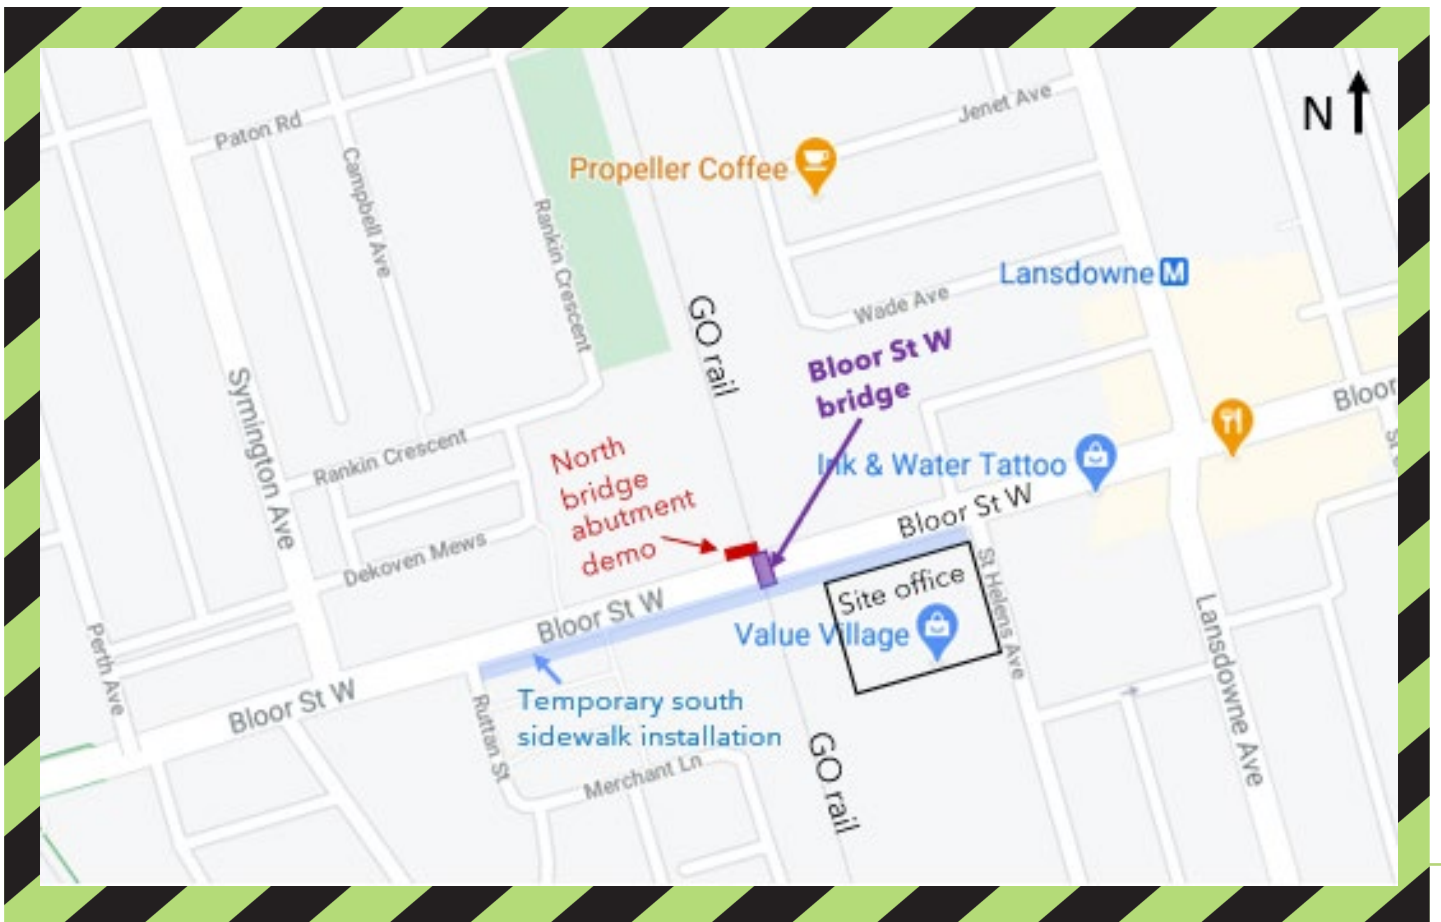 N
Jenet Ave
Paton Rd
Propeller Coffee
Campbell Ave
Rankin Crescent
Lansdowne M
Wade Ave
GO rail
Bloor St W
bridge
Symington Ave
Bloor
Rankin Crescent
North
bridge
abutment
demo
Ink & Water Tattoo
Bloor St W
Dekoven Mews
St Helens Ave
Site office
Bloor St W
Value Village
Perth Ave
Lansdowne Ave
Bloor St W
Temporary south
sidewalk installation
Ruttan St
Merchant Ln
GO rail